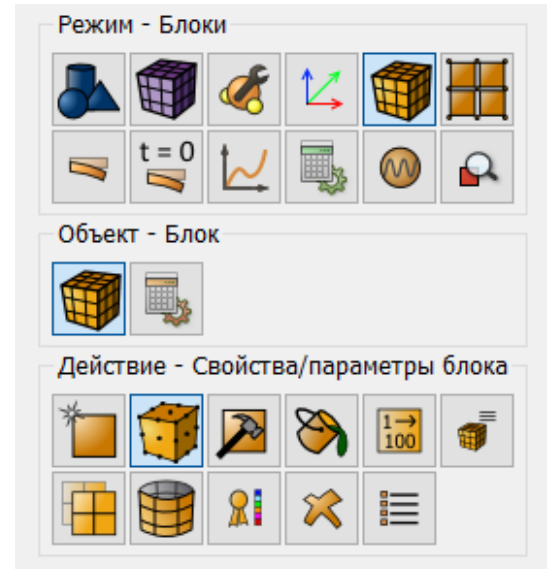 Режим - Блоки
t = 0
Объект - Блок
Действие - Свойства/параметры блока
1→
100